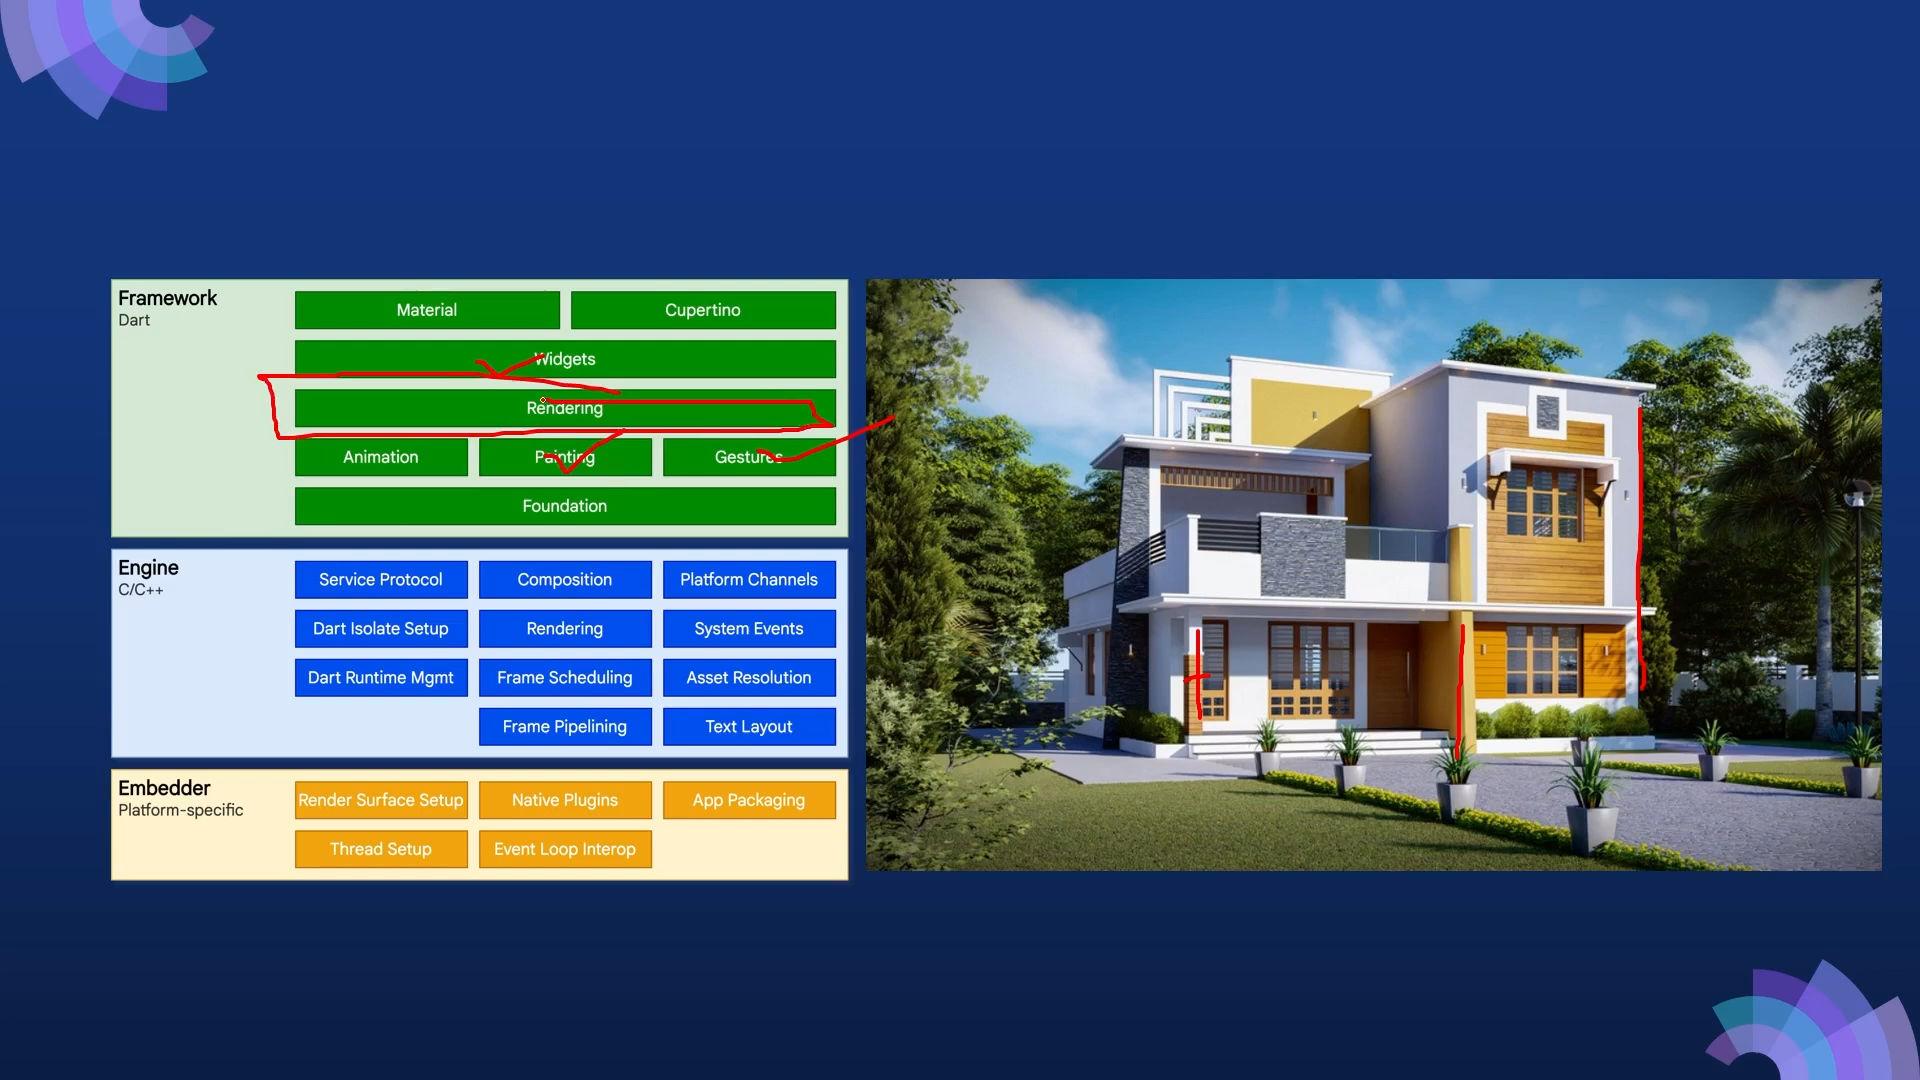 Framework
Dart
Material
Cupertino
Widgets
Rendering
Animation
Painting
Gestures
Foundation
Engine
C/C++
Service Protocol
Composition
Platform Channels
Dart Isolate Setup
Rendering
System Events
Dart Runtime Mgmt
Frame Scheduling
Asset Resolution
Frame Pipelining
Text Layout
Embedder
Platform-specific
Render Surface Setup
Native Plugins
App Packaging
Thread Setup
Event Loop Interop